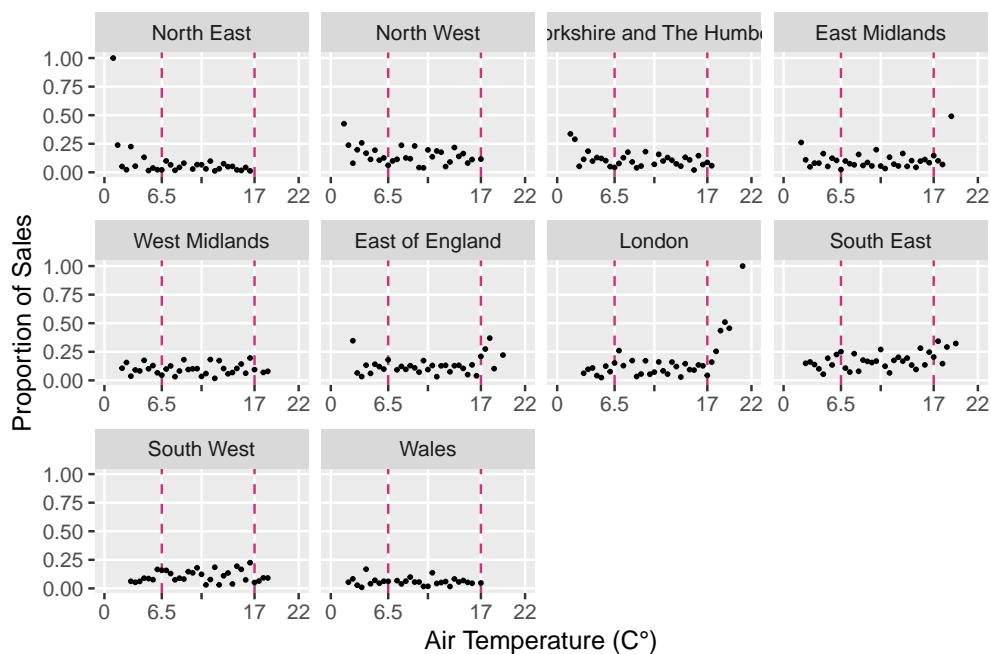 North East North West orkshire and The Humbe East Midlands
1.00
0.75
0.50
0.25
0.00
0 6.5 17 22 0 6.5 17 22 0 6.5 17 22 0 6.5 17 22
West Midlands East of England London South East
1.00
0.75
0.50
0.25
0.00
0 6.5 17 22 0 6.5 17 22 0 6.5 17 22 0 6.5 17 22
South West Wales
1.00
0.75
0.50
0.25
0.00
0 6.5 17 22 0 6.5 17 22
Proportion of Sales
Air Temperature (C°)